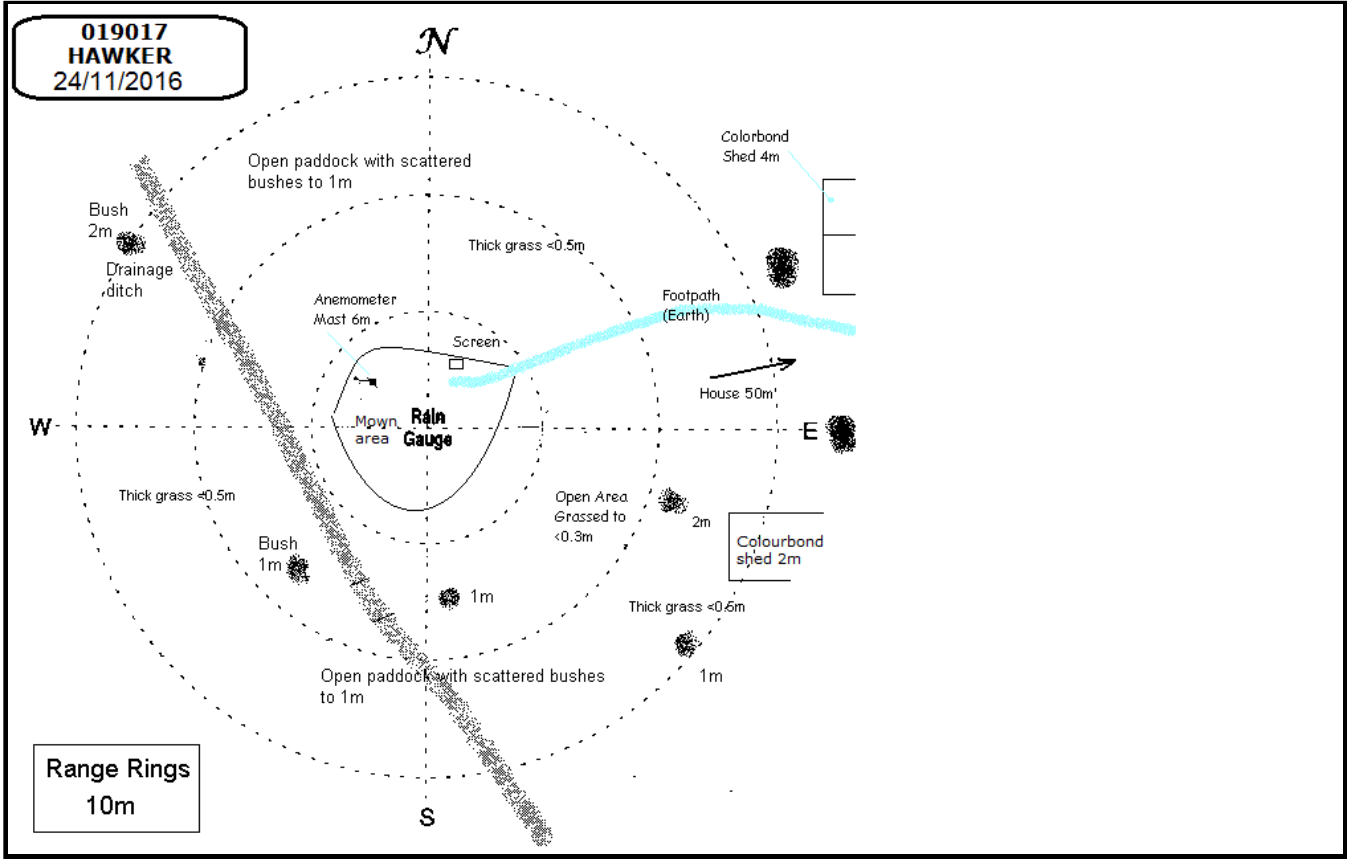 019017
HAWKER
24/11/2016
N
Colorbond
Shed 4m
Open paddock with scattered
bushes to 1m
Bush
2m
Thick grass <0.5m
Drainage
ditch
Anemometer
Mast 6m
Footpath
(Earth)
Screen
House 50m
W
Mown
area
Rain
Gauge
E
Thick grass <0.5m
Open Area
Grassed to
<0.3m
2m
Colourbond
shed 2m
Bush
1m
1m
Thick grass <0.5m
1m
Open paddock with scattered bushes
to 1m
Range Rings
10m
S